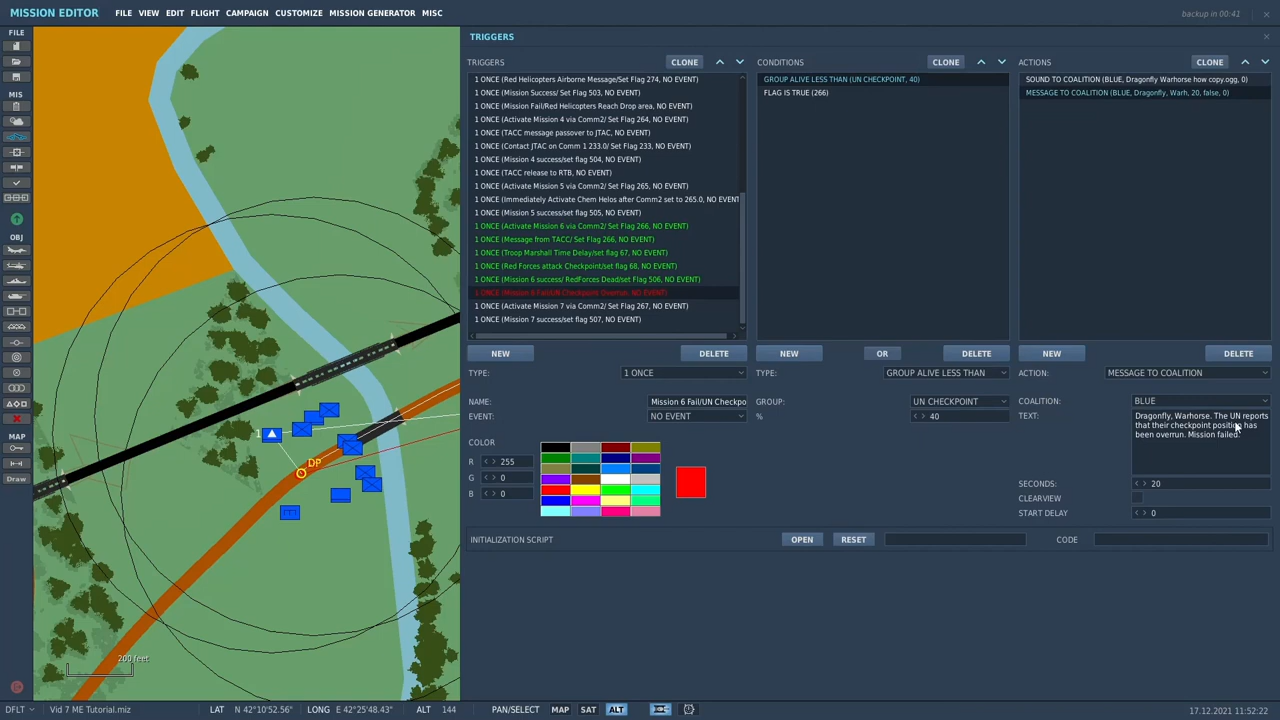 MISSION EDITOR
FILE VIEW EDIT FLIGHT CAMPAIGN CUSTOMIZE MISSION GENERATOR MISC
backup in 00:41
FILE
MIS
OBJ
MAP
Draw
TRIGGERS
TRIGGERS CLONE
1 ONCE (Red Helicopters Airborne Message/Set Flag 274, NO EVENT)
1 ONCE (Mission Success/ Set Flag 503, NO EVENT)
1 ONCE (Mission Fail/Red Helicopters Reach Drop area, NO EVENT)
1 ONCE (Activate Mission 4 via Comm2/ Set Flag 264, NO EVENT)
1 ONCE (TACC message passover to JTAC, NO EVENT)
1 ONCE (Contact JTAC on Comm 1 233.0/ Set Flag 233, NO EVENT)
1 ONCE (Mission 4 success/set flag 504, NO EVENT)
1 ONCE (TACC release to RTB, NO EVENT)
1 ONCE (Activate Mission 5 via Comm2/ Set Flag 265, NO EVENT)
1 ONCE (Immediately Activate Chem Helos after Comm2 set to 265.0, NO EVENT
1 ONCE (Mission 5 success/set flag 505, NO EVENT)
1 ONCE (Activate Mission 6 via Comm2/ Set Flag 266, NO EVENT)
1 ONCE (Message from TACC/ Set Flag 266, NO EVENT)
1 ONCE (Troop Marshall Time Delay/set flag 67, NO EVENT)
1 ONCE (Red Forces attack Checkpoint/set flag 68, NO EVENT)
1 ONCE (Mission 6 success/ RedForces Dead/set Flag 506, NO EVENT)
1 ONCE (Mission 6 Fail/UN Checkpoint Overrun, NO EVENT)
1 ONCE (Activate Mission 7 via Comm2/ Set Flag 267, NO EVENT)
1 ONCE (Mission 7 success/set flag 507, NO EVENT)
NEW DELETE
TYPE: 1 ONCE
NAME: Mission 6 Fail/UN Checkpo
EVENT: NO EVENT
COLOR
R 255
G 0
B 0
CONDITIONS CLONE
GROUP ALIVE LESS THAN (UN CHECKPOINT, 40)
FLAG IS TRUE (266)
NEW OR DELETE
TYPE: GROUP ALIVE LESS THAN
GROUP: UN CHECKPOINT
% 40
ACTIONS CLONE
SOUND TO COALITION (BLUE, Dragonfly Warhorse how copy.ogg, 0)
MESSAGE TO COALITION (BLUE, Dragonfly, Warh, 20, false, 0)
NEW DELETE
ACTION: MESSAGE TO COALITION
COALITION: BLUE
TEXT: Dragonfly, Warhorse. The UN reports
that their checkpoint position has
been overrun. Mission failed.
SECONDS: 20
CLEARVIEW
START DELAY 0
INITIALIZATION SCRIPT OPEN RESET CODE
1
DP
200 feet
DFLT Vid 7 ME Tutorial.miz LAT N 42°10'52.56" LONG E 42°25'48.43" ALT 144 PAN/SELECT MAP SAT ALT 17.12.2021 11:52:22